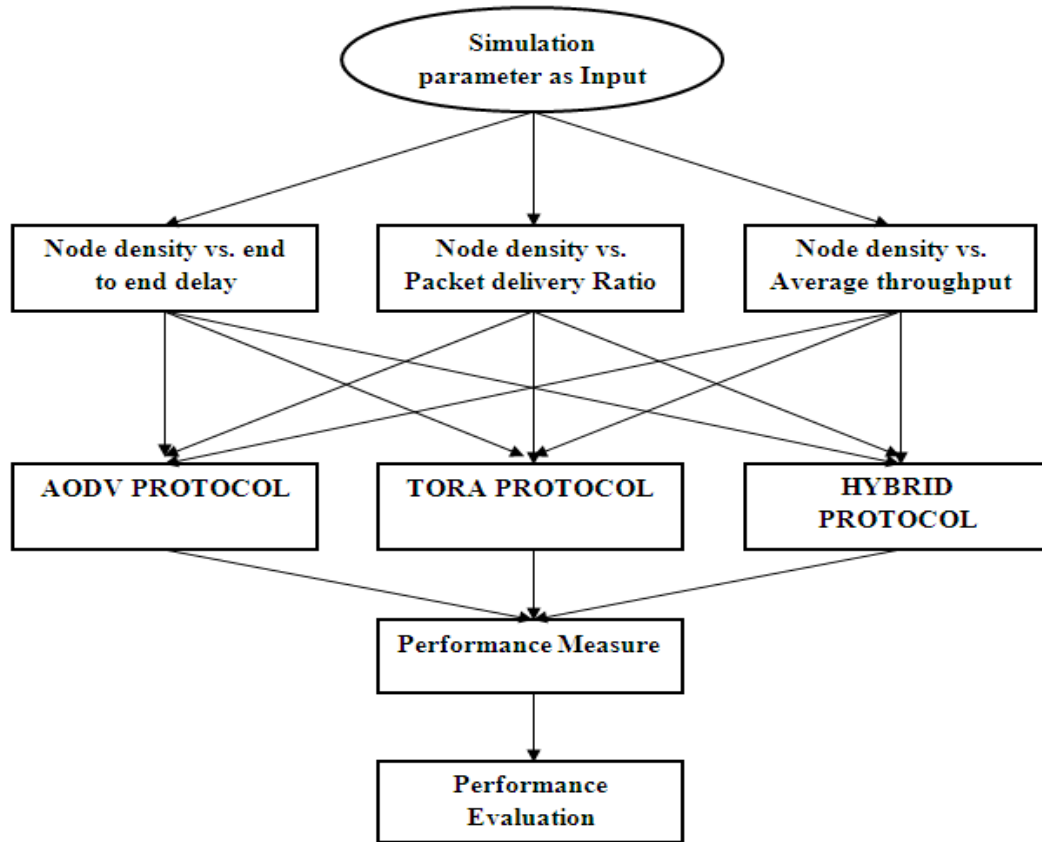 Simulation
parameter as Input
Node density vs. end
to end delay
Node density vs.
Packet delivery Ratio
Node density vs.
Average throughput
AODV PROTOCOL
TORA PROTOCOL
HYBRID
PROTOCOL
Performance Measure
Performance
Evaluation